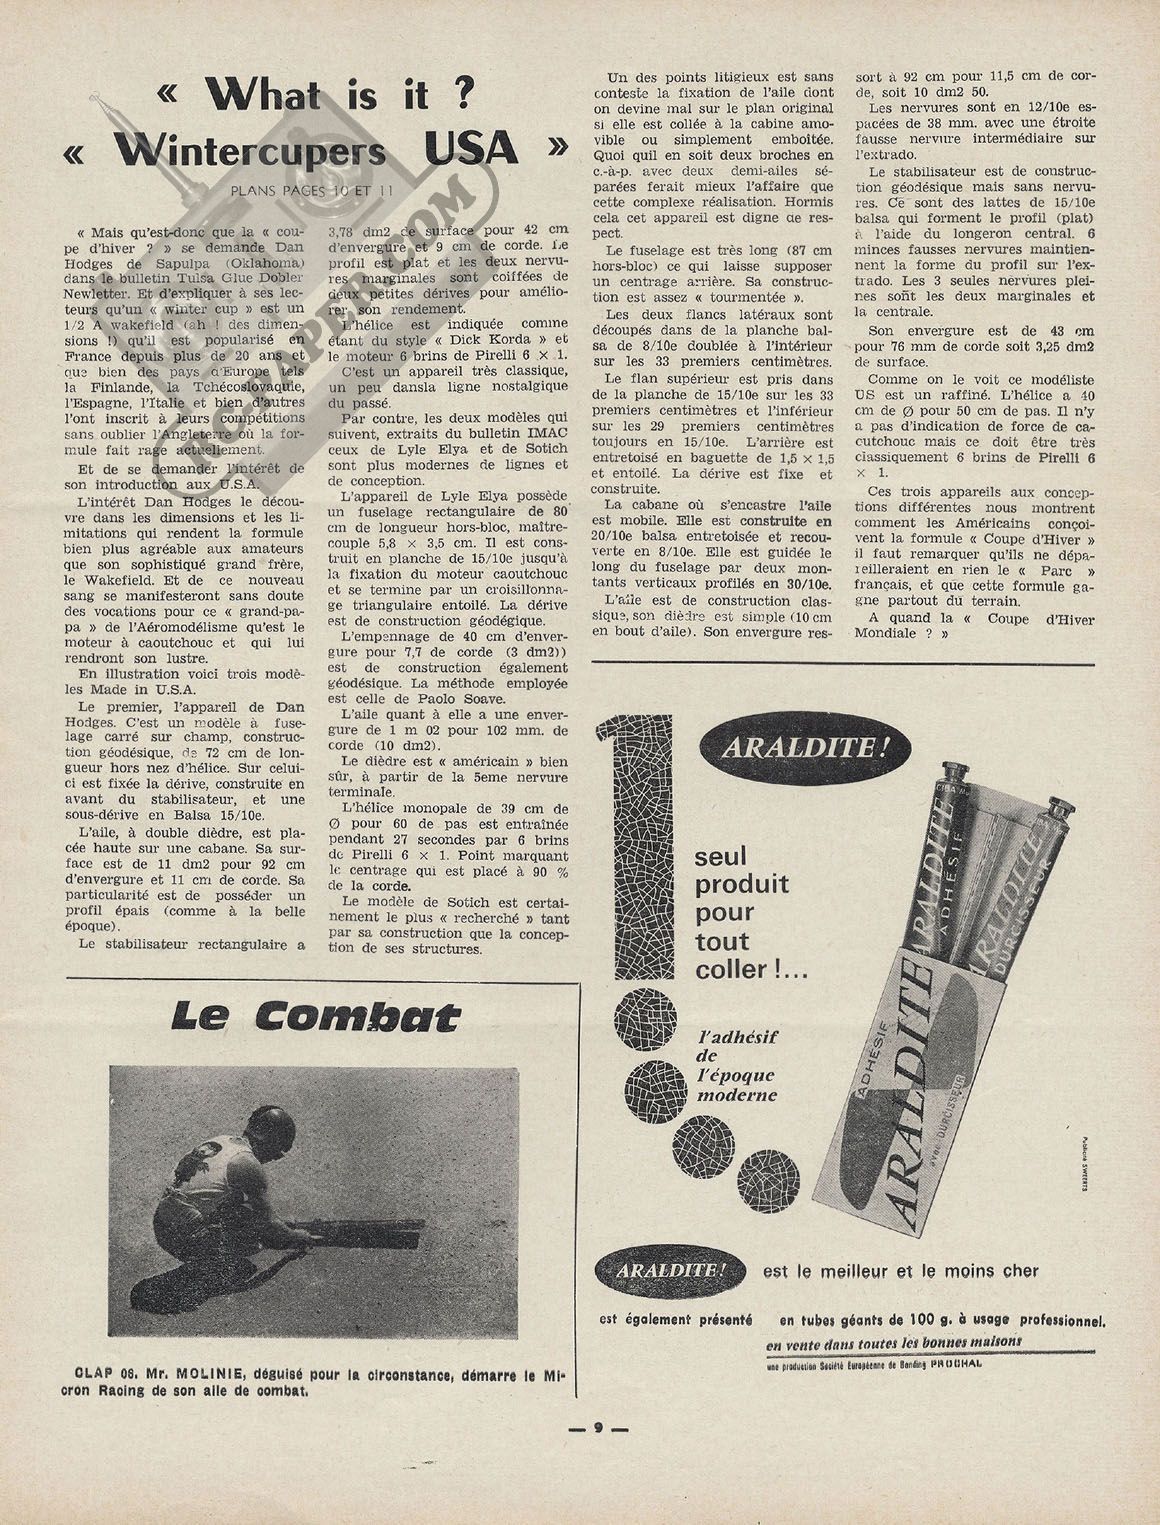 « What is it ?
« Wintercupers USA »
PLANS PAGES 10 ET 11
« Mais qu'est-donc que la « cou-
pe d'hiver ? » se demande Dan
Hodges de Sapulpa (Oklahoma)
dans le bulletin Tulsa Glue Dobler
Newletter. Et d'expliquer à ses lec-
teurs qu'un « winter cup » est un
1/2 A wakefield (ah ! des dimen-
sions !) qu'il est popularisé en
France depuis plus de 20 ans et
que bien des pays d'Europe tels
la Finlande, la Tchécoslovaquie,
l'Espagne, l'Italie et bien d'autres
l'ont inscrit à leurs compétitions
sans oublier l'Angleterre où la for-
mule fait rage actuellement.
Et de se demander l'intérêt de
son introduction aux U.S.A.
L'intérêt Dan Hodges le décou-
vre dans les dimensions et les li-
mitations qui rendent la formule
bien plus agréable aux amateurs
que son sophistiqué grand frère,
le Wakefield. Et de ce nouveau
sang se manifesteront sans doute
des vocations pour ce « grand-pa-
pa » de l'Aéromodélisme qu'est le
moteur à caoutchouc et qui lui
rendront son lustre.
En illustration voici trois modè-
les Made in U.S.A.
Le premier, l'appareil de Dan
Hodges. C'est un modèle à fuse-
lage carré sur champ, construc-
tion géodésique, de 72 cm de lon-
gueur hors nez d'hélice. Sur celui-
ci est fixée la dérive, construite en
avant du stabilisateur, et une
sous-dérive en Balsa 15/10e.
L'aile, à double dièdre, est pla-
cée haute sur une cabane. Sa sur-
face est de 11 dm2 pour 92 cm
d'envergure et 11 cm de corde. Sa
particularité est de posséder un
profil épais (comme à la belle
époque).
Le stabilisateur rectangulaire a
3,78 dm2 de surface pour 42 cm
d'envergure et 9 cm de corde. Le
profil est plat et les deux nervu-
res marginales sont coiffées de
deux petites dérives pour amélio-
rer son rendement.
L'hélice est indiquée comme
étant du style « Dick Korda » et
le moteur 6 brins de Pirelli 6 × 1.
C'est un appareil très classique,
un peu dansla ligne nostalgique
du passé.
Par contre, les deux modèles qui
suivent, extraits du bulletin IMAC
ceux de Lyle Elya et de Sotich
sont plus modernes de lignes et
de conception.
L'appareil de Lyle Elya possède
un fuselage rectangulaire de 80
cm de longueur hors-bloc, maître-
couple 5,8 × 3,5 cm. Il est cons-
truit en planche de 15/10e jusqu'à
la fixation du moteur caoutchouc
et se termine par un croisillonna-
ge triangulaire entoilé. La dérive
est de construction géodégique.
L'empennage de 40 cm d'enver-
gure pour 7,7 de corde (3 dm2))
est de construction également
géodésique. La méthode employée
est celle de Paolo Soave.
L'aile quant à elle a une enver-
gure de 1 m 02 pour 102 mm. de
corde (10 dm2).
Le dièdre est « américain » bien
sûr, à partir de la 5eme nervure
terminale.
L'hélice monopale de 39 cm de
Ø pour 60 de pas est entraînée
pendant 27 secondes par 6 brins
de Pirelli 6 × 1. Point marquant
le centrage qui est placé à 90 %
de la corde.
Le modèle de Sotich est certai-
nement le plus « recherché » tant
par sa construction que la concep-
tion de ses structures.
Un des points litigieux est sans
conteste la fixation de l'aile dont
on devine mal sur le plan original
si elle est collée à la cabine amo-
vible ou simplement emboitée.
Quoi quil en soit deux broches en
c.-à-p. avec deux demi-ailes sé-
parées ferait mieux l'affaire que
cette complexe réalisation. Hormis
cela cet appareil est digne de res-
pect.
Le fuselage est très long (87 cm
hors-bloc) ce qui laisse supposer
un centrage arrière. Sa construc-
tion est assez « tourmentée ».
Les deux flancs latéraux sont
découpés dans de la planche bal-
sa de 8/10e doublée à l'intérieur
sur les 33 premiers centimètres.
Le flan supérieur est pris dans
de la planche de 15/10e sur les 33
premiers centimètres et l'inférieur
sur les 29 premiers centimètres
toujours en 15/10e. L'arrière est
entretoisé en baguette de 1,5 × 1,5
et entoilé. La dérive est fixe et
construite.
La cabane où s'encastre l'aile
est mobile. Elle est construite en
20/10e balsa entretoisée et recou-
verte en 8/10e. Elle est guidée le
long du fuselage par deux mon-
tants verticaux profilés en 30/10e.
L'aile est de construction clas-
sique, son dièdre est simple (10 cm
en bout d'aile). Son envergure res-
sort à 92 cm pour 11,5 cm de cor-
de, soit 10 dm2 50.
Les nervures sont en 12/10e es-
pacées de 38 mm. avec une étroite
fausse nervure intermédiaire sur
l'extrado.
Le stabilisateur est de construc-
tion géodésique mais sans nervu-
res. Ce sont des lattes de 15/10e
balsa qui forment le profil (plat)
à l'aide du longeron central. 6
minces fausses nervures maintien-
nent la forme du profil sur l'ex-
trado. Les 3 seules nervures plei-
nes sont les deux marginales et
la centrale.
Son envergure est de 43 cm
pour 76 mm de corde soit 3,25 dm2
de surface.
Comme on le voit ce modéliste
US est un raffiné. L'hélice a 40
cm de Ø pour 50 cm de pas. Il n'y
a pas d'indication de force de ca-
outchouc mais ce doit être très
classiquement 6 brins de Pirelli 6
× 1.
Ces trois appareils aux concep-
tions différentes nous montrent
comment les Américains conçoi-
vent la formule « Coupe d'Hiver »
il faut remarquer qu'ils ne dépa-
reilleraient en rien le « Parc »
français, et que cette formule ga-
gne partout du terrain.
A quand la « Coupe d'Hiver
Mondiale ? »
RC-PAPER.COM
Le Combat
CLAP 06. Mr. MOLINIE, déguisé pour la circonstance, démarre le Mi-
cron Racing de son aile de combat.
1
ARALDITE !
seul
produit
pour
tout
coller !...
l'adhésif
de
l'époque
moderne
CIBA
ARALDITE
ADHÉSIF
ARALDITE
DURCISSEUR
ADHÉSIF
ARALDITE
avec DURCISSEUR
Publicité SWEERTS
ARALDITE ! est le meilleur et le moins cher
est également présenté en tubes géants de 100 g. à usage professionnel.
en vente dans toutes les bonnes maisons
une production Société Européenne de Bonding PROCHAL
— 9 —